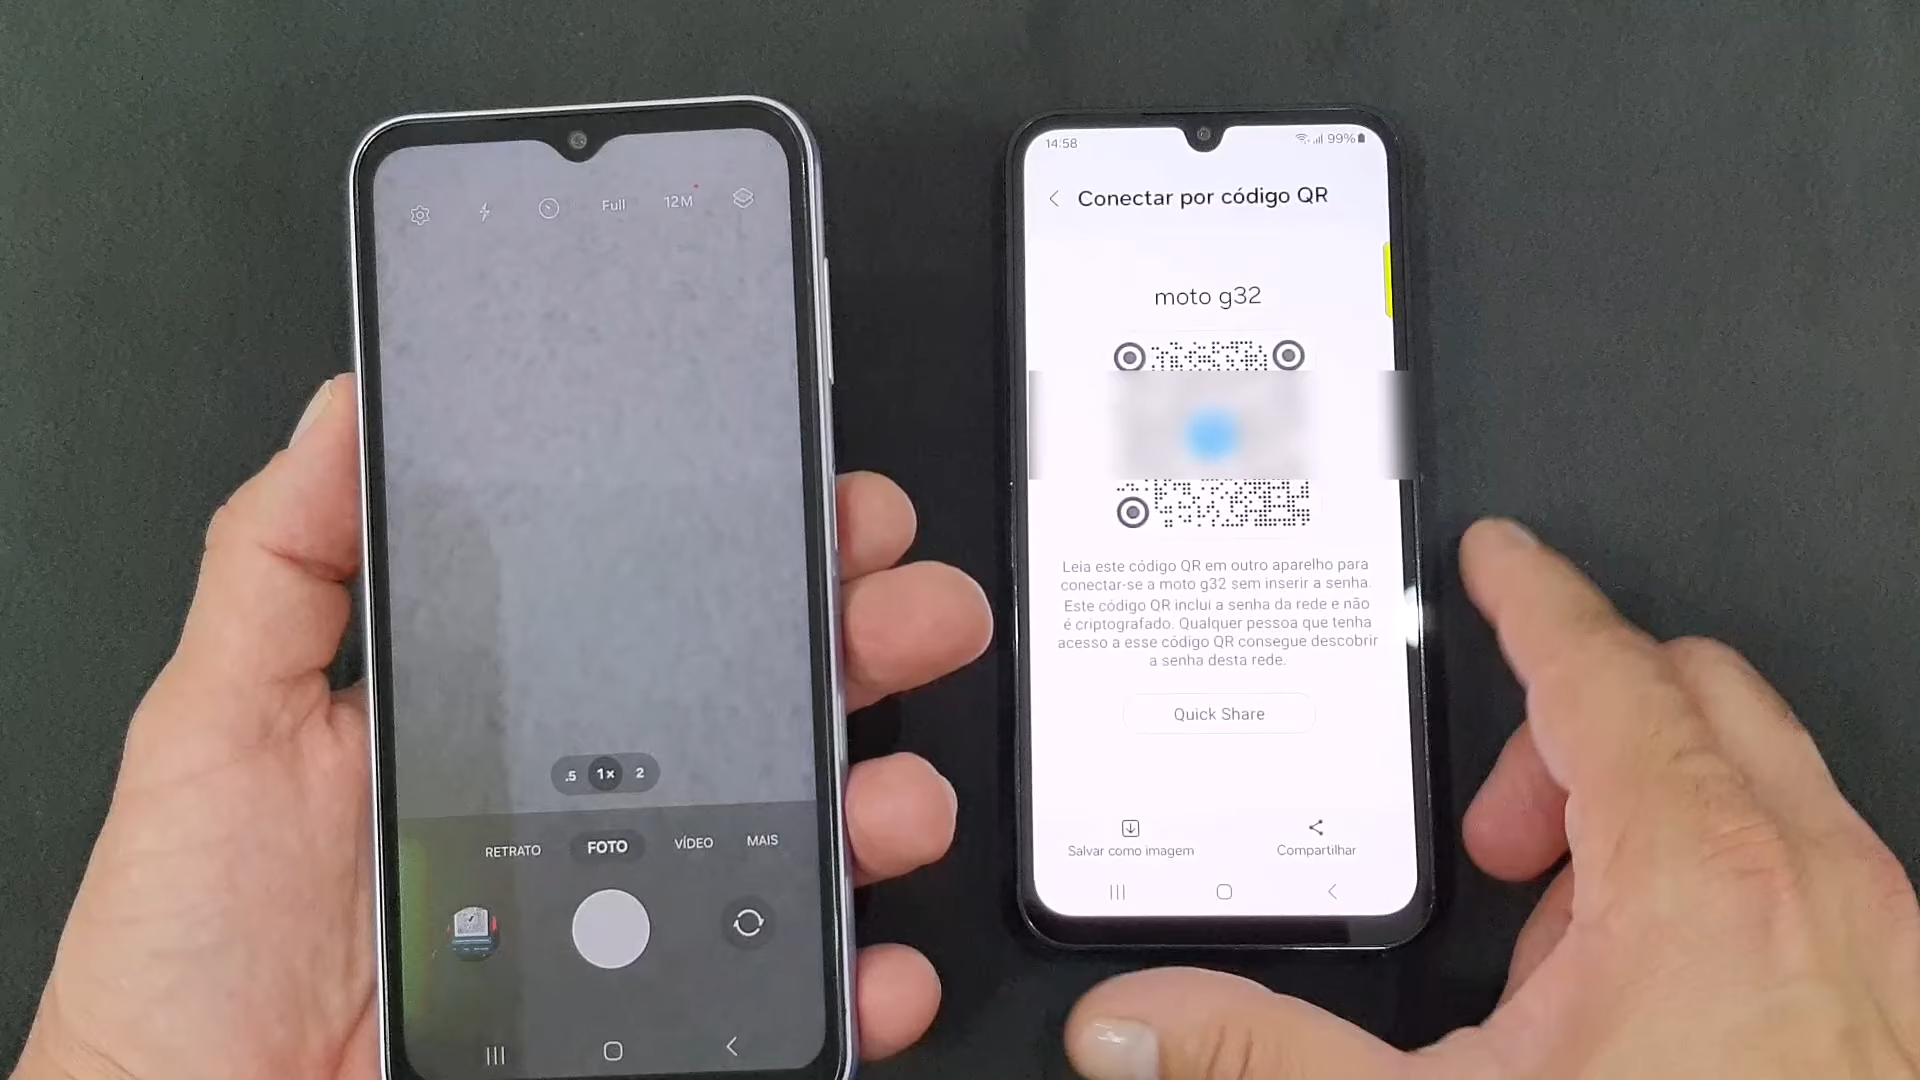 Full
12M
.5
1x
2
RETRATO
FOTO
VÍDEO
MAIS
14:58
99%
Conectar por código QR
moto g32
Leia este código QR em outro aparelho para
conectar-se a moto g32 sem inserir a senha.
Este código QR inclui a senha da rede e não
é criptografado. Qualquer pessoa que tenha
acesso a esse código QR consegue descobrir
a senha desta rede.
Quick Share
Salvar como imagem
Compartilhar